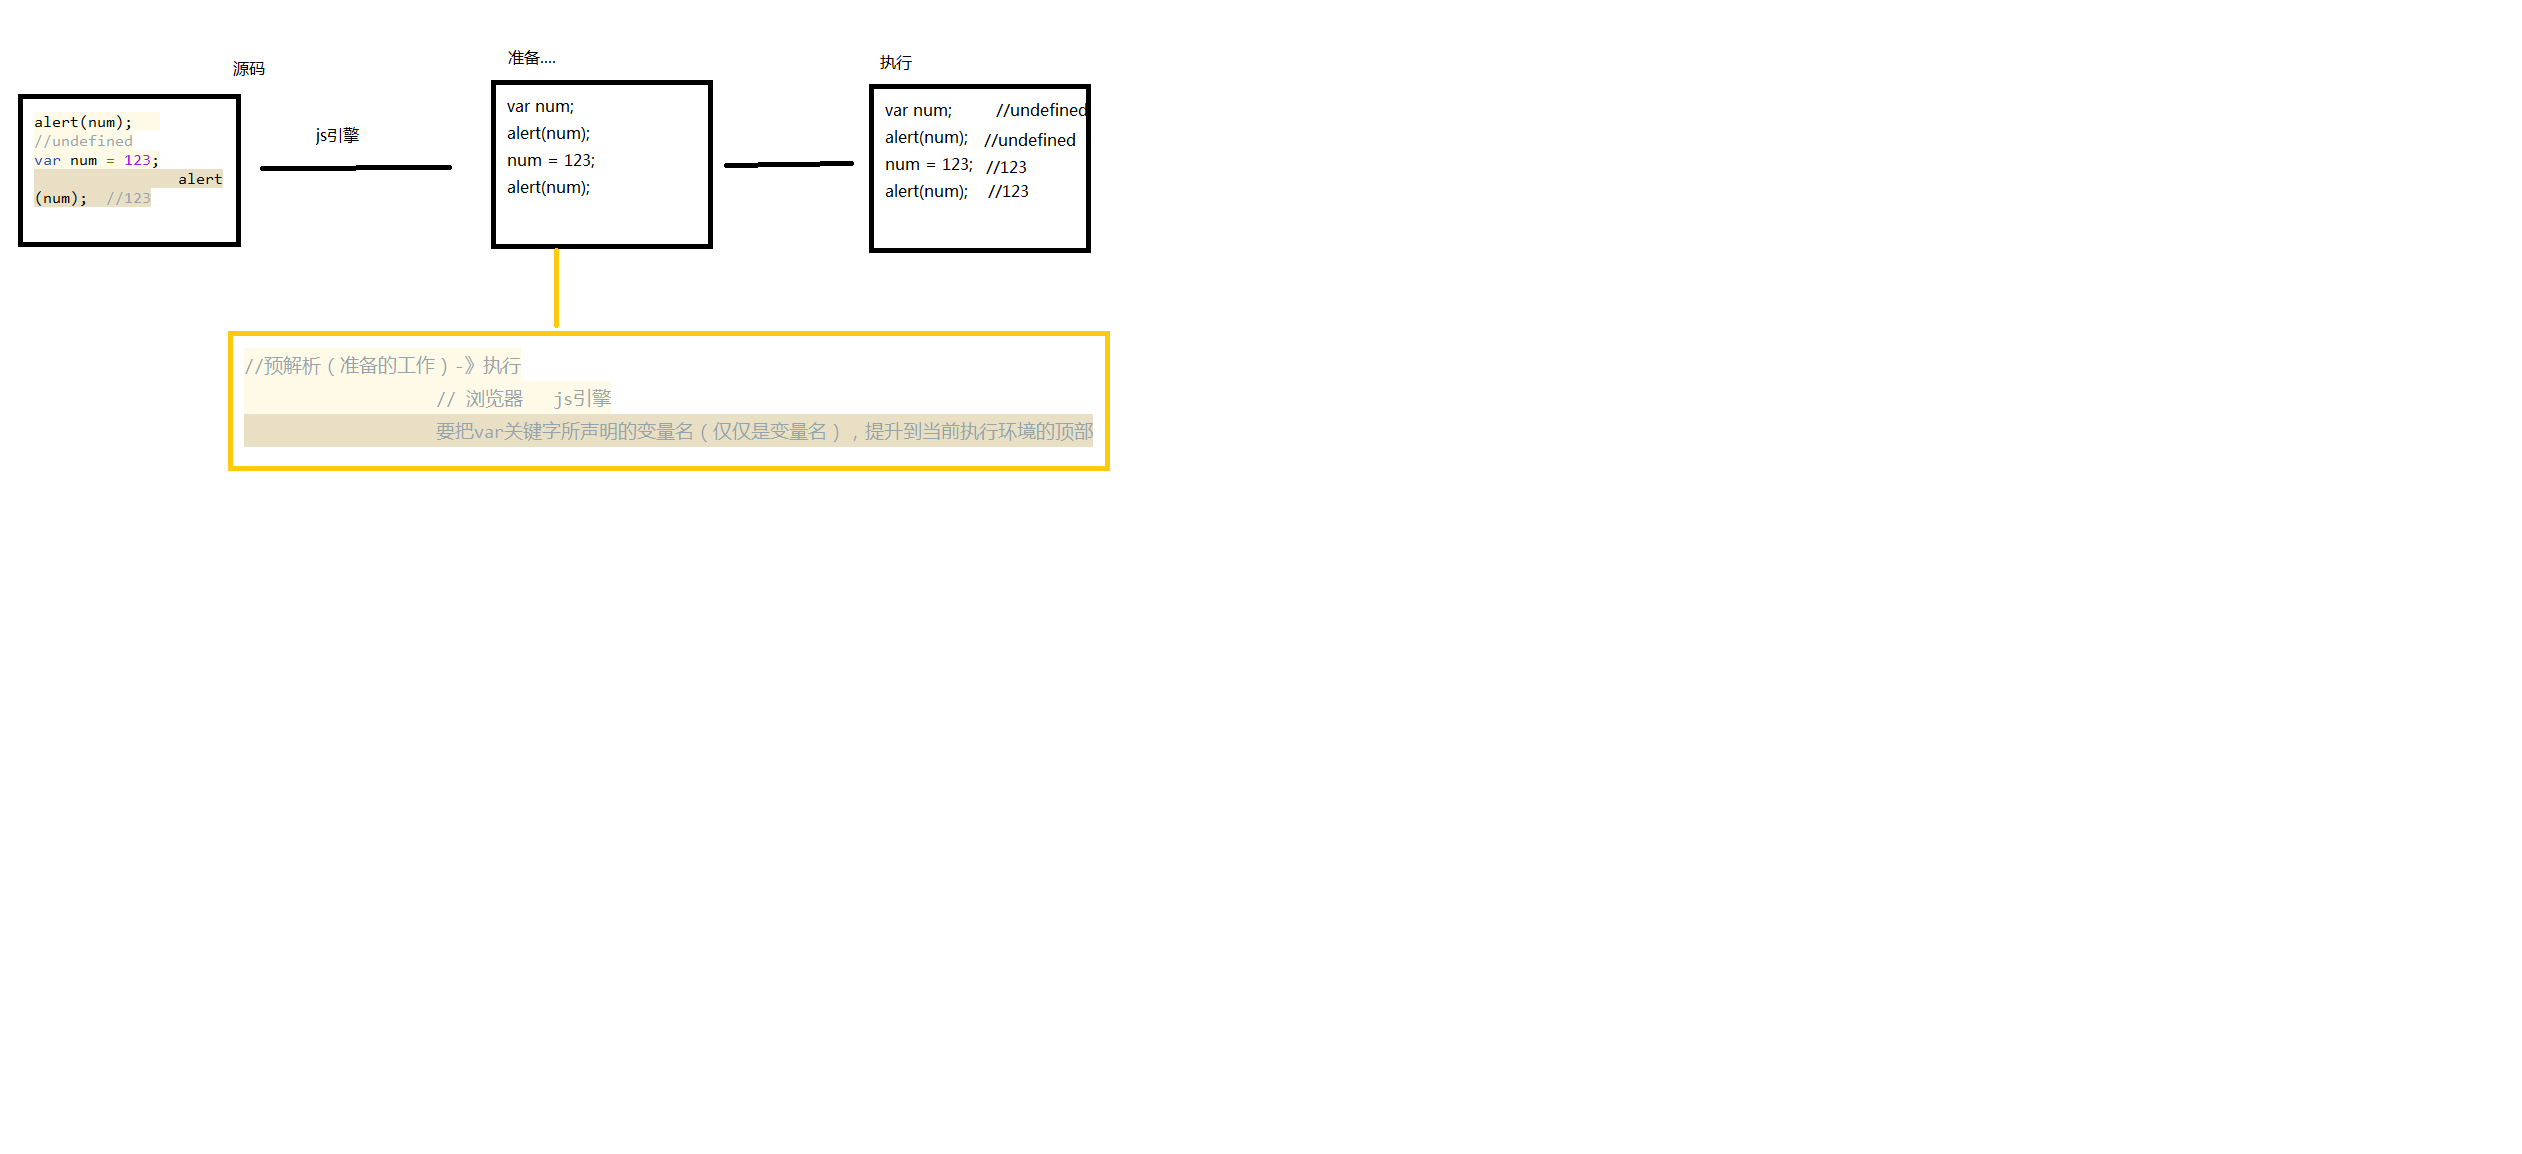 源码
alert(num);
//undefined
var num = 123;
alert
(num);  //123
js引擎
准备....
var num;
alert(num);
num = 123;
alert(num);
执行
var num;  //undefined
alert(num);  //undefined
num = 123;  //123
alert(num);  //123
//预解析（准备的工作）-》执行
// 浏览器  js引擎
要把var关键字所声明的变量名（仅仅是变量名），提升到当前执行环境的顶部